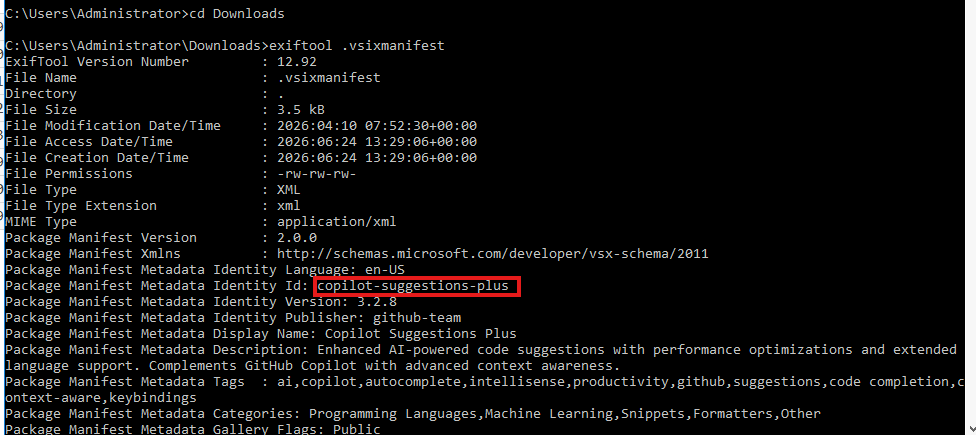 C:\Users\Administrator>cd Downloads
C:\Users\Administrator\Downloads>exiftool .vsixmanifest
ExifTool Version Number         : 12.92
File Name                       : .vsixmanifest
Directory                       : .
File Size                       : 3.5 kB
File Modification Date/Time     : 2026:04:10 07:52:30+00:00
File Access Date/Time           : 2026:06:24 13:29:06+00:00
File Creation Date/Time         : 2026:06:24 13:29:06+00:00
File Permissions                : -rw-rw-rw-
File Type                       : XML
File Type Extension             : xml
MIME Type                       : application/xml
Package Manifest Version        : 2.0.0
Package Manifest Xmlns          : http://schemas.microsoft.com/developer/vsx-schema/2011
Package Manifest Metadata Identity Language: en-US
Package Manifest Metadata Identity Id: copilot-suggestions-plus
Package Manifest Metadata Identity Version: 3.2.8
Package Manifest Metadata Identity Publisher: github-team
Package Manifest Metadata Display Name: Copilot Suggestions Plus
Package Manifest Metadata Description: Enhanced AI-powered code suggestions with performance optimizations and extended
language support. Complements GitHub Copilot with advanced context awareness.
Package Manifest Metadata Tags  : ai,copilot,autocomplete,intellisense,productivity,github,suggestions,code completion,c
ontext-aware,keybindings
Package Manifest Metadata Categories: Programming Languages,Machine Learning,Snippets,Formatters,Other
Package Manifest Metadata Gallery Flags: Public